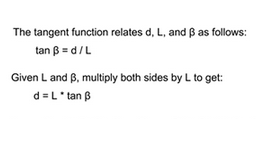 The tangent function relates d, L, and β as follows:
tan β = d / L
Given L and β, multiply both sides by L to get:
d = L * tan β